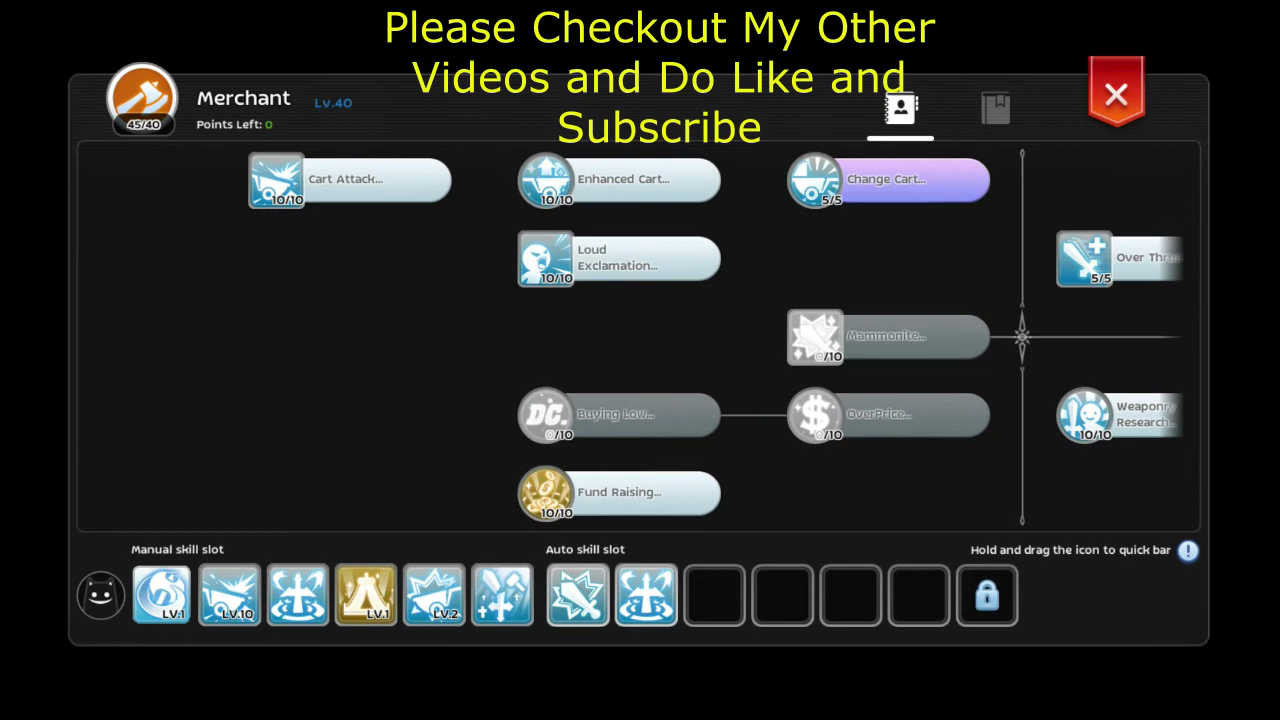 Please Checkout My Other
Videos and Do Like and
Subscribe
Merchant Lv.40
45/40
Points Left: 0
Cart Attack...
10/10
Enhanced Cart...
10/10
Change Cart...
5/5
Loud
Exclamation...
10/10
Over Thru
5/5
Mammonite...
0/10
DC.
Buying Low...
0/10
$
OverPrice...
0/10
Weaponry
Research...
10/10
Fund Raising...
10/10
Manual skill slot
Auto skill slot
Hold and drag the icon to quick bar
LV.1
LV.10
LV.1
LV.2